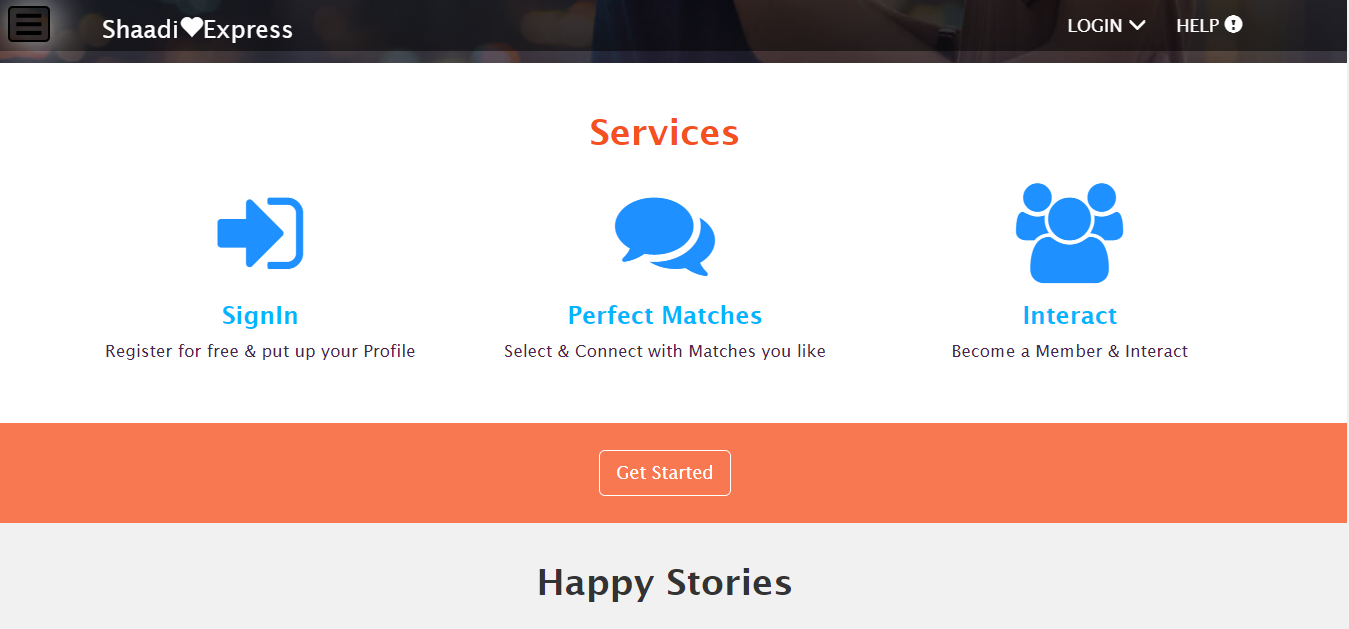 Shaadi♥Express
LOGIN
HELP
Services
SignIn
Perfect Matches
Interact
Register for free & put up your Profile
Select & Connect with Matches you like
Become a Member & Interact
Get Started
Happy Stories